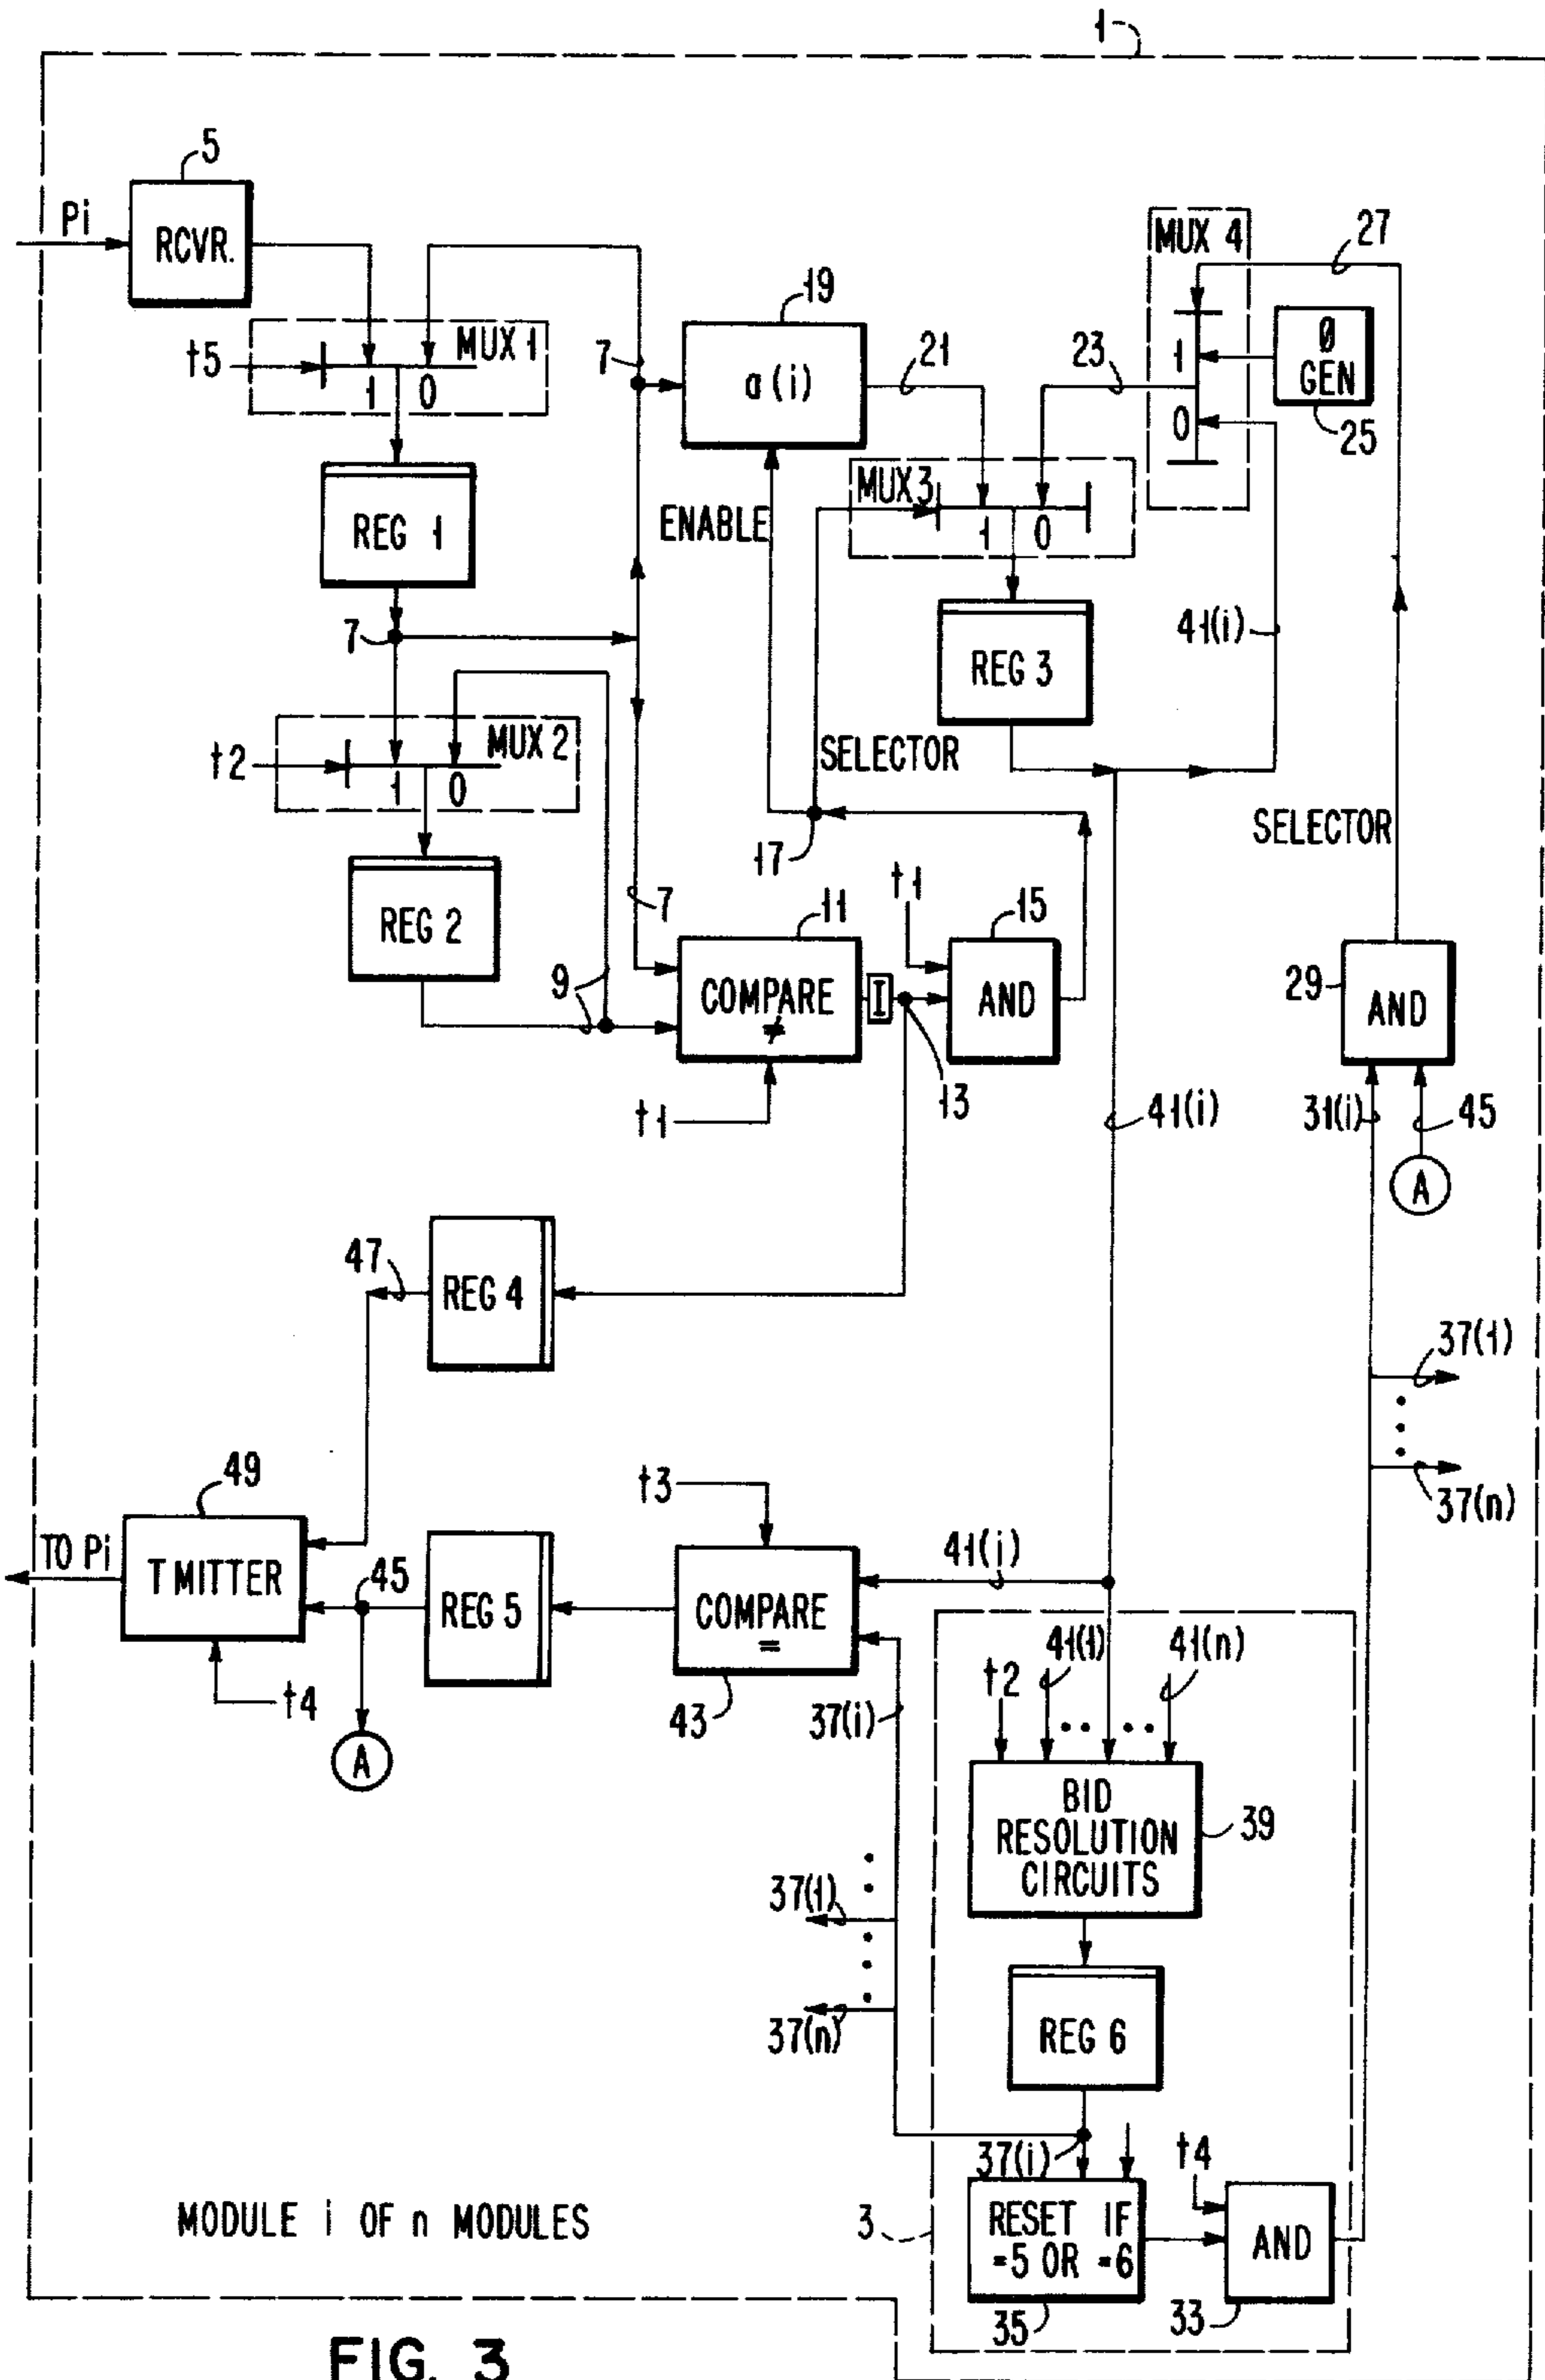 1
5
Pi
RCVR.
MUX 4
27
19
Ø
GEN
25
1
0
t5
MUX 1
1 0
7
a(i)
21
23
REG 1
ENABLE
MUX3
1 0
7
REG 3
41(i)
t2
MUX 2
1 0
SELECTOR
SELECTOR
17
REG 2
7
11
t1
15
9
COMPARE
≠
I
AND
29
AND
t1
13
41(i)
31(i)
45
A
47
REG 4
37(1)
37(n)
49
t3
TO Pi
T MITTER
45
REG 5
COMPARE
=
41(i)
t4
43
37(i)
A
t2
41(1)
41(n)
BID
RESOLUTION
CIRCUITS
39
37(1)
37(n)
REG 6
37(i)
t4
MODULE i OF n MODULES
3
RESET IF
=5 OR =6
AND
35
33
FIG. 3